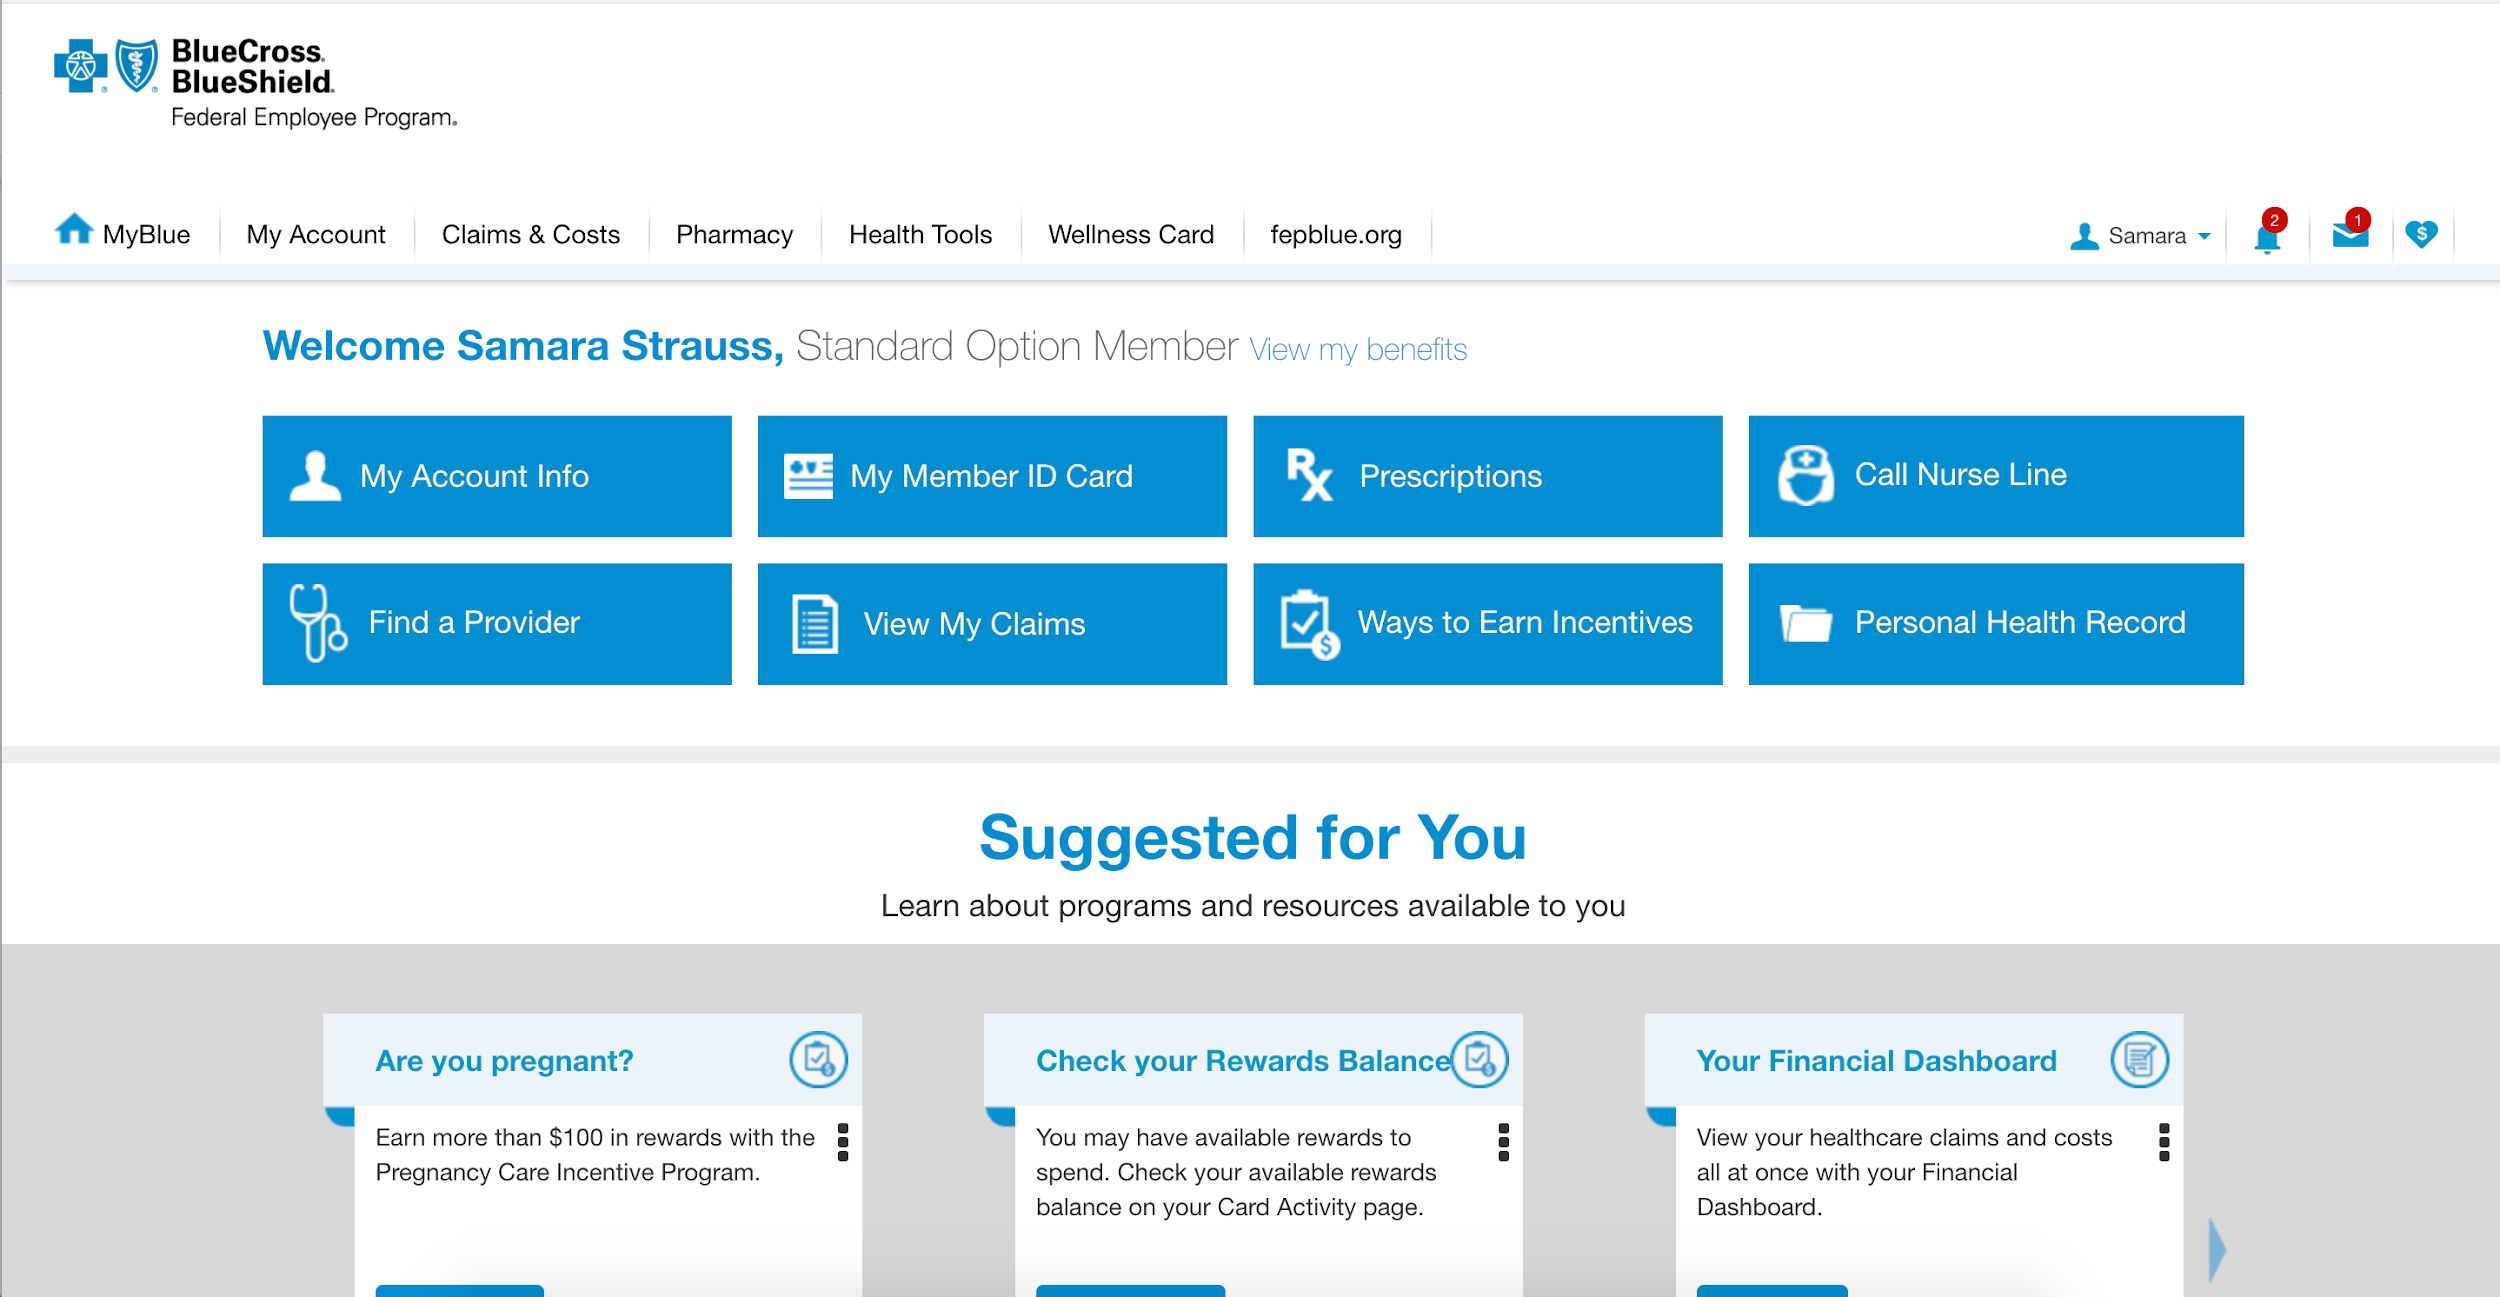 BlueCross
BlueShield.
Federal Employee Program.
MyBlue
My Account
Claims & Costs
Pharmacy
Health Tools
Wellness Card
fepblue.org
Samara
2
1
$
Welcome Samara Strauss, Standard Option Member View my benefits
My Account Info
My Member ID Card
Rx
Prescriptions
Call Nurse Line
Find a Provider
View My Claims
$
Ways to Earn Incentives
Personal Health Record
Suggested for You
Learn about programs and resources available to you
Are you pregnant?
Earn more than $100 in rewards with the
Pregnancy Care Incentive Program.
Check your Rewards Balance
You may have available rewards to
spend. Check your available rewards
balance on your Card Activity page.
Your Financial Dashboard
View your healthcare claims and costs
all at once with your Financial
Dashboard.